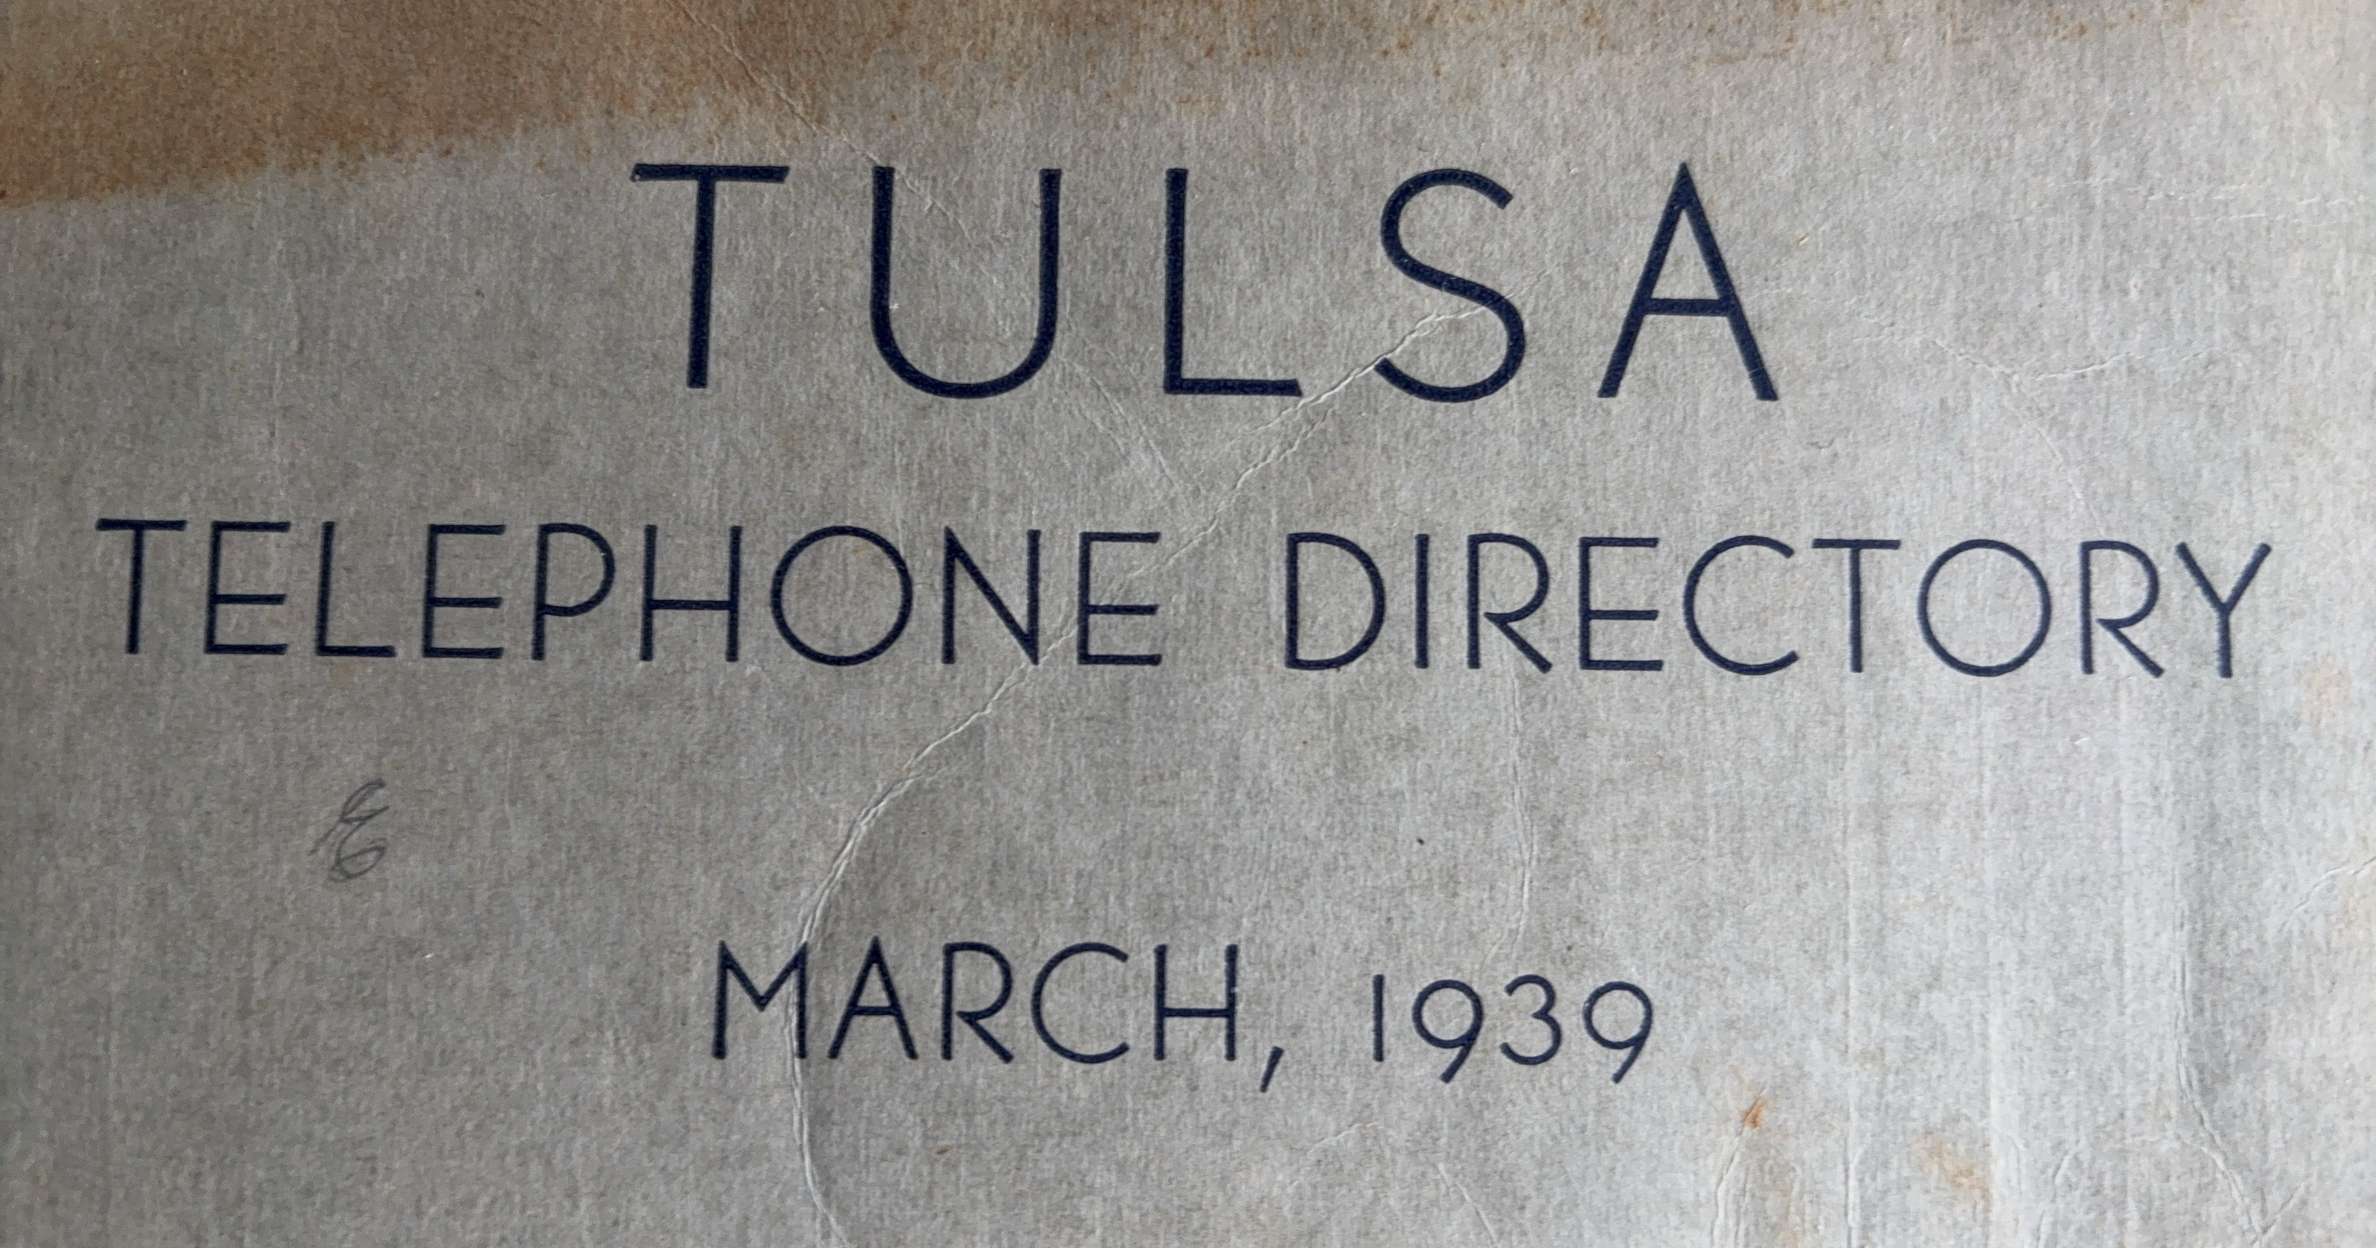 TULSA
TELEPHONE DIRECTORY
MARCH, 1939